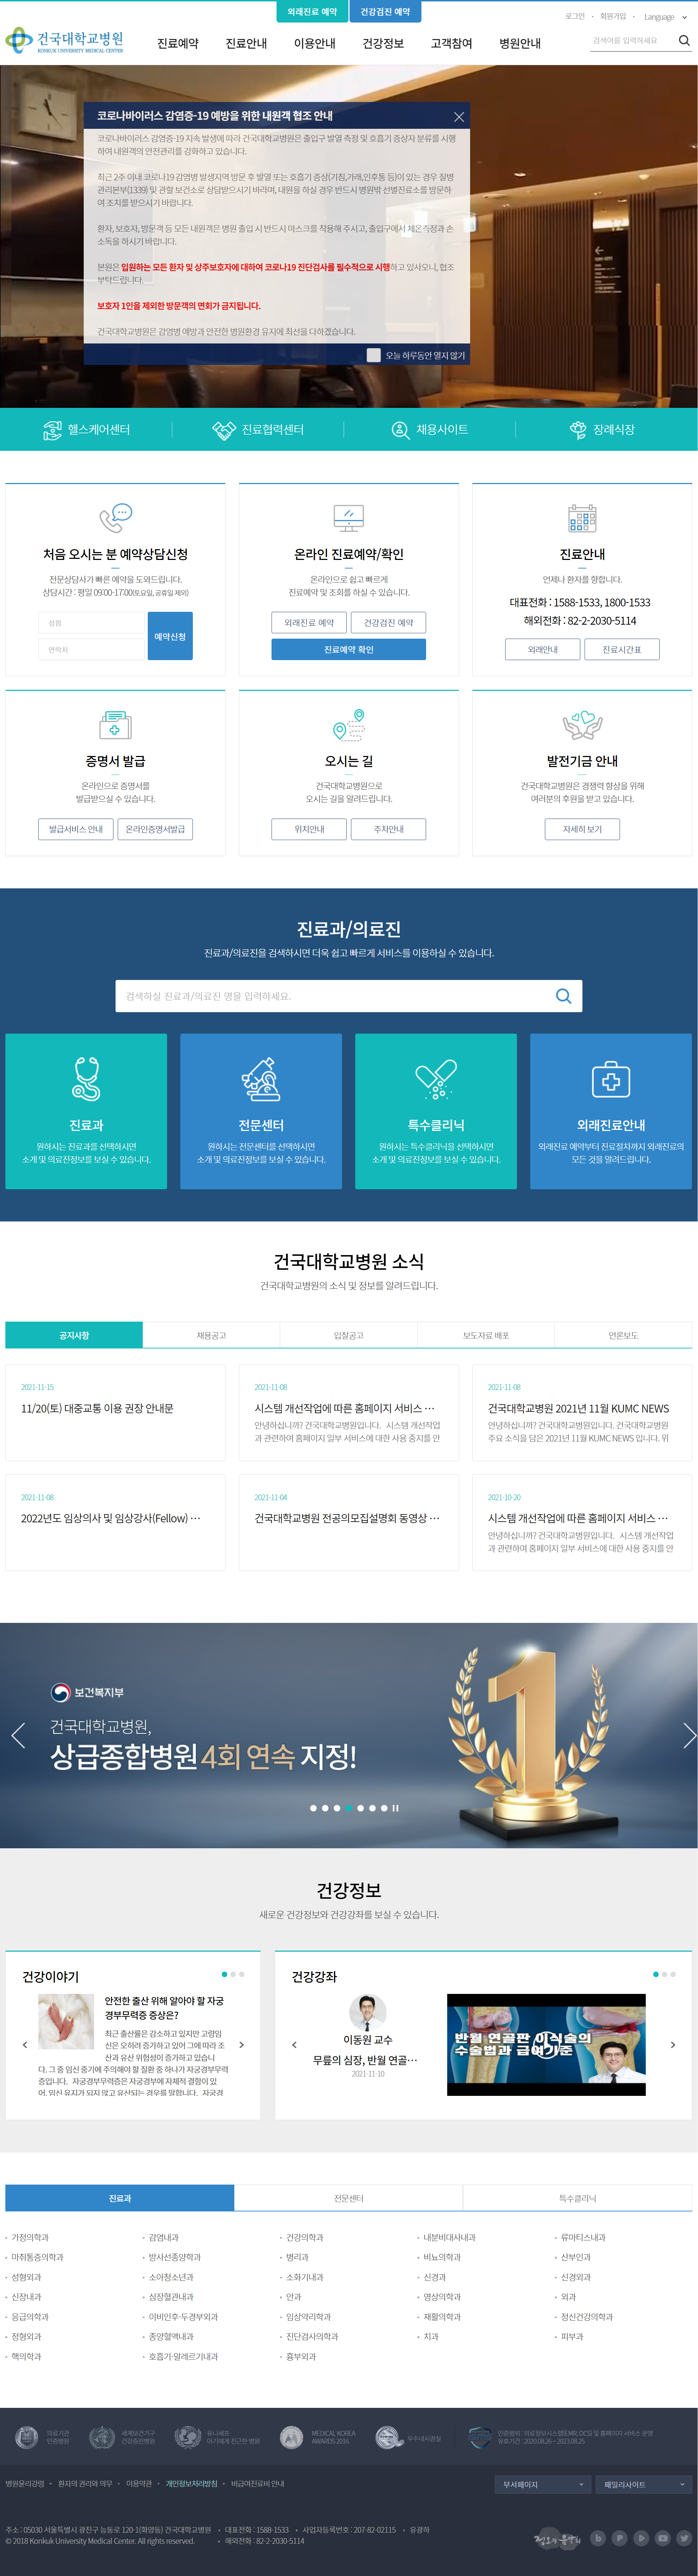 외래진료 예약
건강검진 예약
로그인
회원가입
Language
건국대학교병원
KONKUK UNIVERSITY MEDICAL CENTER
진료예약
진료안내
이용안내
건강정보
고객참여
병원안내
검색어를 입력하세요
코로나바이러스 감염증-19 예방을 위한 내원객 협조 안내
코로나바이러스 감염증-19 지속 발생에 따라 건국대학교병원은 출입구 발열 측정 및 호흡기 증상자 분류를 시행
하여 내원객의 안전관리를 강화하고 있습니다.
최근 2주 이내 코로나19 감염병 발생지역 방문 후 발열 또는 호흡기 증상(기침,가래,인후통 등)이 있는 경우 질병
관리본부(1339) 및 관할 보건소로 상담받으시기 바라며, 내원을 하실 경우 반드시 병원밖 선별진료소를 방문하
여 조치를 받으시기 바랍니다.
환자, 보호자, 방문객 등 모든 내원객은 병원 출입 시 반드시 마스크를 착용해 주시고, 출입구에서 체온측정과 손
소독을 하시기 바랍니다.
본원은 입원하는 모든 환자 및 상주보호자에 대하여 코로나19 진단검사를 필수적으로 시행하고 있사오니, 협조
부탁드립니다.
보호자 1인을 제외한 방문객의 면회가 금지됩니다.
건국대학교병원은 감염병 예방과 안전한 병원환경 유지에 최선을 다하겠습니다.
오늘 하루동안 열지 않기
헬스케어센터
진료협력센터
채용사이트
장례식장
처음 오시는 분 예약상담신청
전문상담사가 빠른 예약을 도와드립니다.
상담시간 : 평일 09:00-17:00(토요일, 공휴일 제외)
성함
연락처
예약신청
온라인 진료예약/확인
온라인으로 쉽고 빠르게
진료예약 및 조회를 하실 수 있습니다.
외래진료 예약
건강검진 예약
진료예약 확인
진료안내
언제나 환자를 향합니다.
대표전화 : 1588-1533, 1800-1533
해외전화 : 82-2-2030-5114
외래안내
진료시간표
증명서 발급
온라인으로 증명서를
발급받으실 수 있습니다.
발급서비스 안내
온라인증명서발급
오시는 길
건국대학교병원으로
오시는 길을 알려드립니다.
위치안내
주차안내
발전기금 안내
건국대학교병원은 경쟁력 향상을 위해
여러분의 후원을 받고 있습니다.
자세히 보기
진료과/의료진
진료과/의료진을 검색하시면 더욱 쉽고 빠르게 서비스를 이용하실 수 있습니다.
검색하실 진료과/의료진 명을 입력하세요.
진료과
원하시는 진료과를 선택하시면
소개 및 의료진정보를 보실 수 있습니다.
전문센터
원하시는 전문센터를 선택하시면
소개 및 의료진정보를 보실 수 있습니다.
특수클리닉
원하시는 특수클리닉을 선택하시면
소개 및 의료진정보를 보실 수 있습니다.
외래진료안내
외래진료 예약부터 진료절차까지 외래진료의
모든 것을 알려드립니다.
건국대학교병원 소식
건국대학교병원의 소식 및 정보를 알려드립니다.
공지사항
채용공고
입찰공고
보도자료 배포
언론보도
2021-11-15
11/20(토) 대중교통 이용 권장 안내문
2021-11-08
시스템 개선작업에 따른 홈페이지 서비스 …
안녕하십니까? 건국대학교병원입니다. 시스템 개선작업
과 관련하여 홈페이지 일부 서비스에 대한 사용 중지를 안
2021-11-08
건국대학교병원 2021년 11월 KUMC NEWS
안녕하십니까? 건국대학교병원입니다. 건국대학교병원
주요 소식을 담은 2021년 11월 KUMC NEWS 입니다. 위
2021-11-08
2022년도 임상의사 및 임상강사(Fellow) …
2021-11-04
건국대학교병원 전공의모집설명회 동영상 …
2021-10-20
시스템 개선작업에 따른 홈페이지 서비스 …
안녕하십니까? 건국대학교병원입니다. 시스템 개선작업
과 관련하여 홈페이지 일부 서비스에 대한 사용 중지를 안
보건복지부
건국대학교병원,
상급종합병원 4회 연속 지정!
건강정보
새로운 건강정보와 건강강좌를 보실 수 있습니다.
건강이야기
안전한 출산 위해 알아야 할 자궁
경부무력증 증상은?
최근 출산율은 감소하고 있지만 고령임
신은 오히려 증가하고 있어 그에 따라 조
산과 유산 위험성이 증가하고 있습니
다. 그 중 임신 중기에 주의해야 할 질환 중 하나가 자궁경부무력
증입니다. 자궁경부무력증은 자궁경부에 자체적 결함이 있
어, 임신 유지가 되지 않고 유산되는 경우를 말합니다. 자궁경
건강강좌
이동원 교수
무릎의 심장, 반월 연골…
2021-11-10
반월 연골판 이식술의
수술법과 급여기준
진료과
전문센터
특수클리닉
가정의학과
감염내과
건강의학과
내분비대사내과
류마티스내과
마취통증의학과
방사선종양학과
병리과
비뇨의학과
산부인과
성형외과
소아청소년과
소화기내과
신경과
신경외과
신장내과
심장혈관내과
안과
영상의학과
외과
응급의학과
이비인후-두경부외과
임상약리학과
재활의학과
정신건강의학과
정형외과
종양혈액내과
진단검사의학과
치과
피부과
핵의학과
호흡기-알레르기내과
흉부외과
의료기관
인증병원
세계보건기구
건강증진병원
유니세프
아기에게 친근한 병원
MEDICAL KOREA
AWARDS 2016
우수내시경실
인증범위 : 의료정보시스템(EMR, OCS) 및 홈페이지 서비스 운영
유효기간 : 2020.08.26 ~ 2023.08.25
병원윤리강령
환자의 권리와 의무
이용약관
개인정보처리방침
비급여진료비 안내
부서페이지
패밀리사이트
주소 : 05030 서울특별시 광진구 능동로 120-1(화양동) 건국대학교병원
대표전화 : 1588-1533
사업자등록번호 : 207-82-02115
유광하
© 2018 Konkuk University Medical Center. All rights reserved.
해외전화 : 82-2-2030-5114